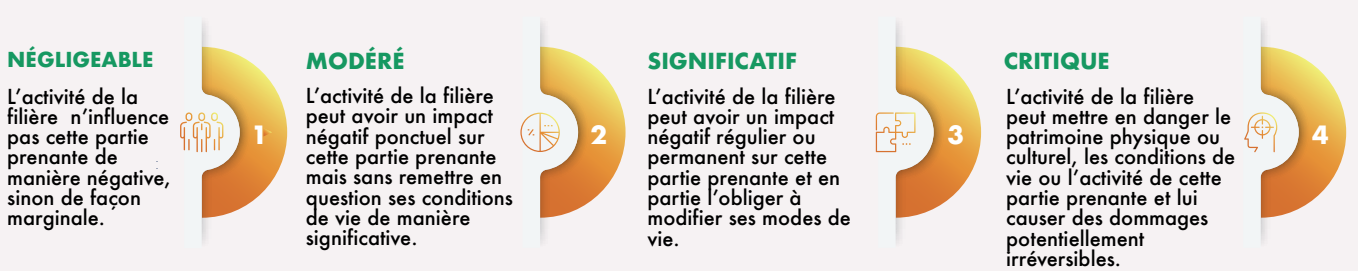 NÉGLIGEABLE
L'activité de la
filière n'influence
pas cette partie
prenante de
manière négative,
sinon de façon
marginale.
1
MODÉRÉ
L'activité de la filière
peut avoir un impact
négatif ponctuel sur
cette partie prenante
mais sans remettre en
question ses conditions
de vie de manière
significative.
2
SIGNIFICATIF
L'activité de la filière
peut avoir un impact
négatif régulier ou
permanent sur cette
partie prenante et en
partie l'obliger à
modifier ses modes de
vie.
3
CRITIQUE
L'activité de la filière
peut mettre en danger le
patrimoine physique ou
culturel, les conditions de
vie ou l'activité de cette
partie prenante et lui
causer des dommages
potentiellement
irréversibles.
4